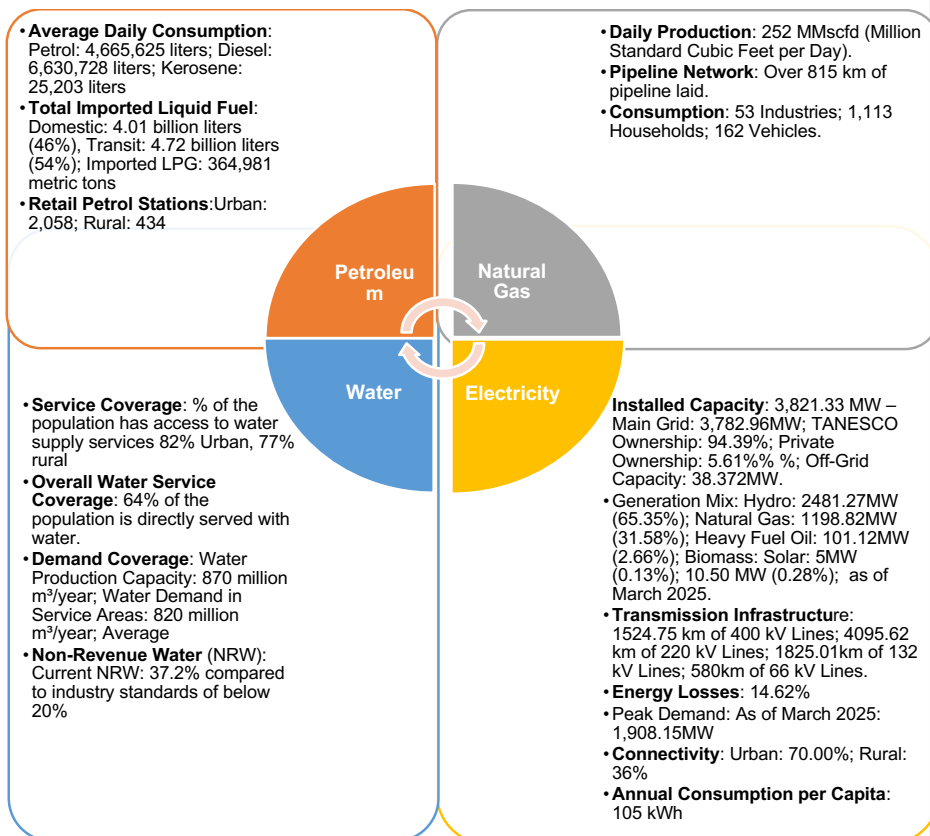 • Average Daily Consumption:
Petrol: 4,665,625 liters; Diesel:
6,630,728 liters; Kerosene:
25,203 liters
• Total Imported Liquid Fuel:
Domestic: 4.01 billion liters
(46%), Transit: 4.72 billion liters
(54%); Imported LPG: 364,981
metric tons
• Retail Petrol Stations:Urban:
2,058; Rural: 434
• Daily Production: 252 MMscfd (Million
Standard Cubic Feet per Day).
• Pipeline Network: Over 815 km of
pipeline laid.
• Consumption: 53 Industries; 1,113
Households; 162 Vehicles.
Petroleu
m
Natural
Gas
Water
Electricity
• Service Coverage: % of the
population has access to water
supply services 82% Urban, 77%
rural
• Overall Water Service
Coverage: 64% of the
population is directly served with
water.
• Demand Coverage: Water
Production Capacity: 870 million
m³/year; Water Demand in
Service Areas: 820 million
m³/year; Average
• Non-Revenue Water (NRW):
Current NRW: 37.2% compared
to industry standards of below
20%
Installed Capacity: 3,821.33 MW –
Main Grid: 3,782.96MW; TANESCO
Ownership: 94.39%; Private
Ownership: 5.61%% %; Off-Grid
Capacity: 38.372MW.
• Generation Mix: Hydro: 2481.27MW
(65.35%); Natural Gas: 1198.82MW
(31.58%); Heavy Fuel Oil: 101.12MW
(2.66%); Biomass: Solar: 5MW
(0.13%); 10.50 MW (0.28%); as of
March 2025.
• Transmission Infrastructure:
1524.75 km of 400 kV Lines; 4095.62
km of 220 kV Lines; 1825.01km of 132
kV Lines; 580km of 66 kV Lines.
• Energy Losses: 14.62%
• Peak Demand: As of March 2025:
1,908.15MW
• Connectivity: Urban: 70.00%; Rural:
36%
• Annual Consumption per Capita:
105 kWh